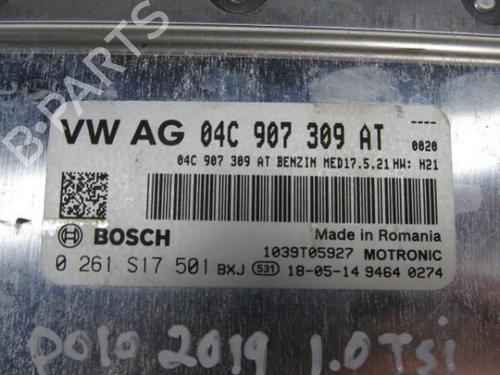 VW AG 04C 907 309 AT ----
0020
04C 907 309 AT BENZIN MED17.5.21 HW: H21
BOSCH
Made in Romania
1039T05927 MOTRONIC
0 261 S17 501 BXJ 531 18-05-14 9464 0274
POLO 2019 1.0 Tsi
B-PARTS